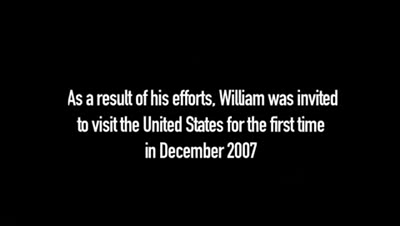 As a result of his efforts, William was invited
to visit the United States for the first time
in December 2007